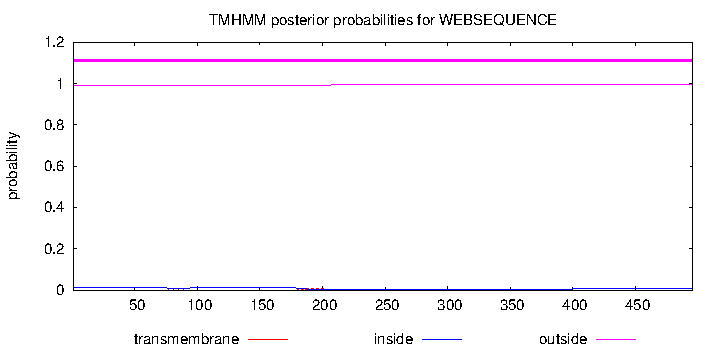 TMHMM posterior probabilities for WEBSEQUENCE
1.2
1
0.8
0.6
0.4
0.2
0
probability
50 100 150 200 250 300 350 400 450
transmembrane inside outside